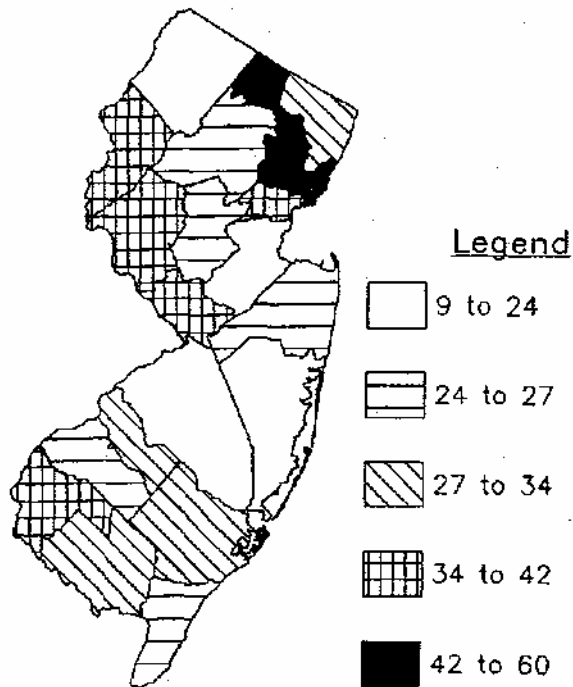 Legend
9 to 24
24 to 27
27 to 34
34 to 42
42 to 60